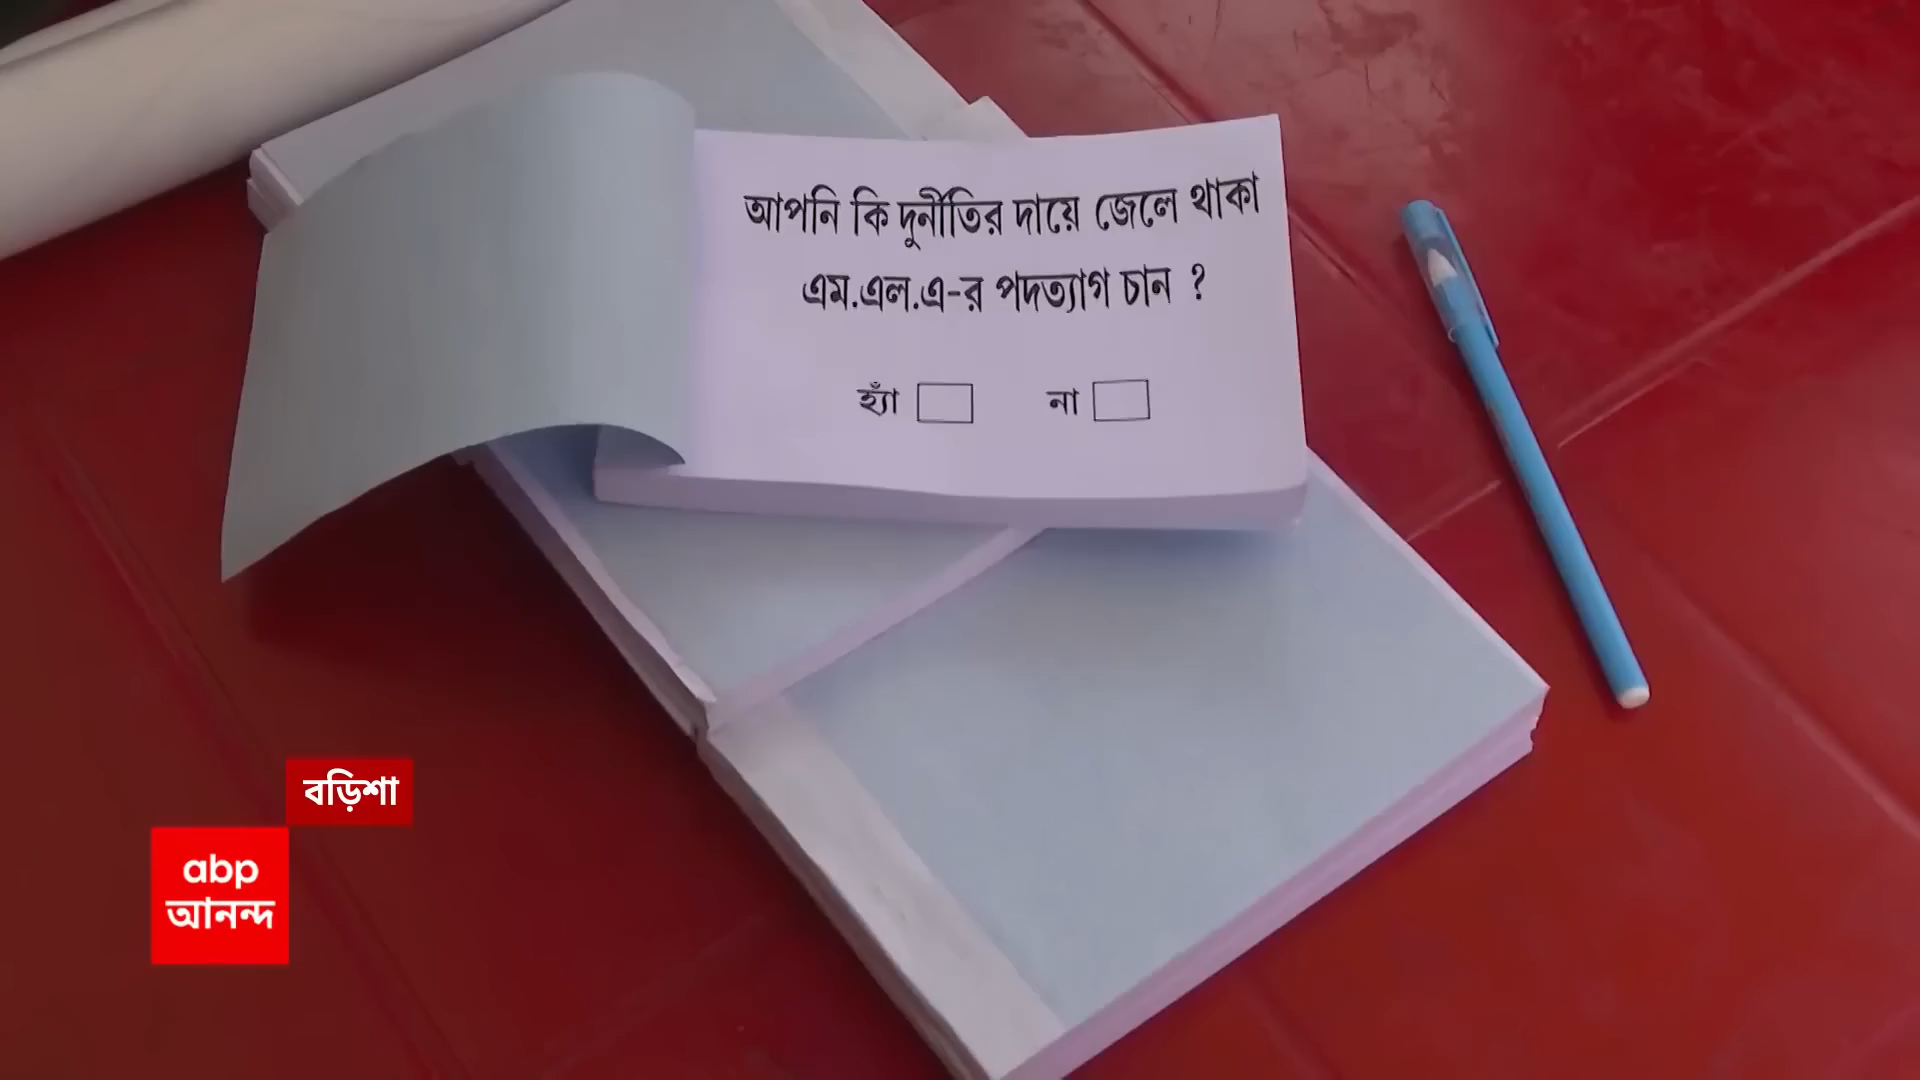 আপনি কি দুর্নীতির দায়ে জেলে থাকা
এম.এল.এ-র পদত্যাগ চান ?
হ্যাঁ না
বড়িশা
abp
আনন্দ